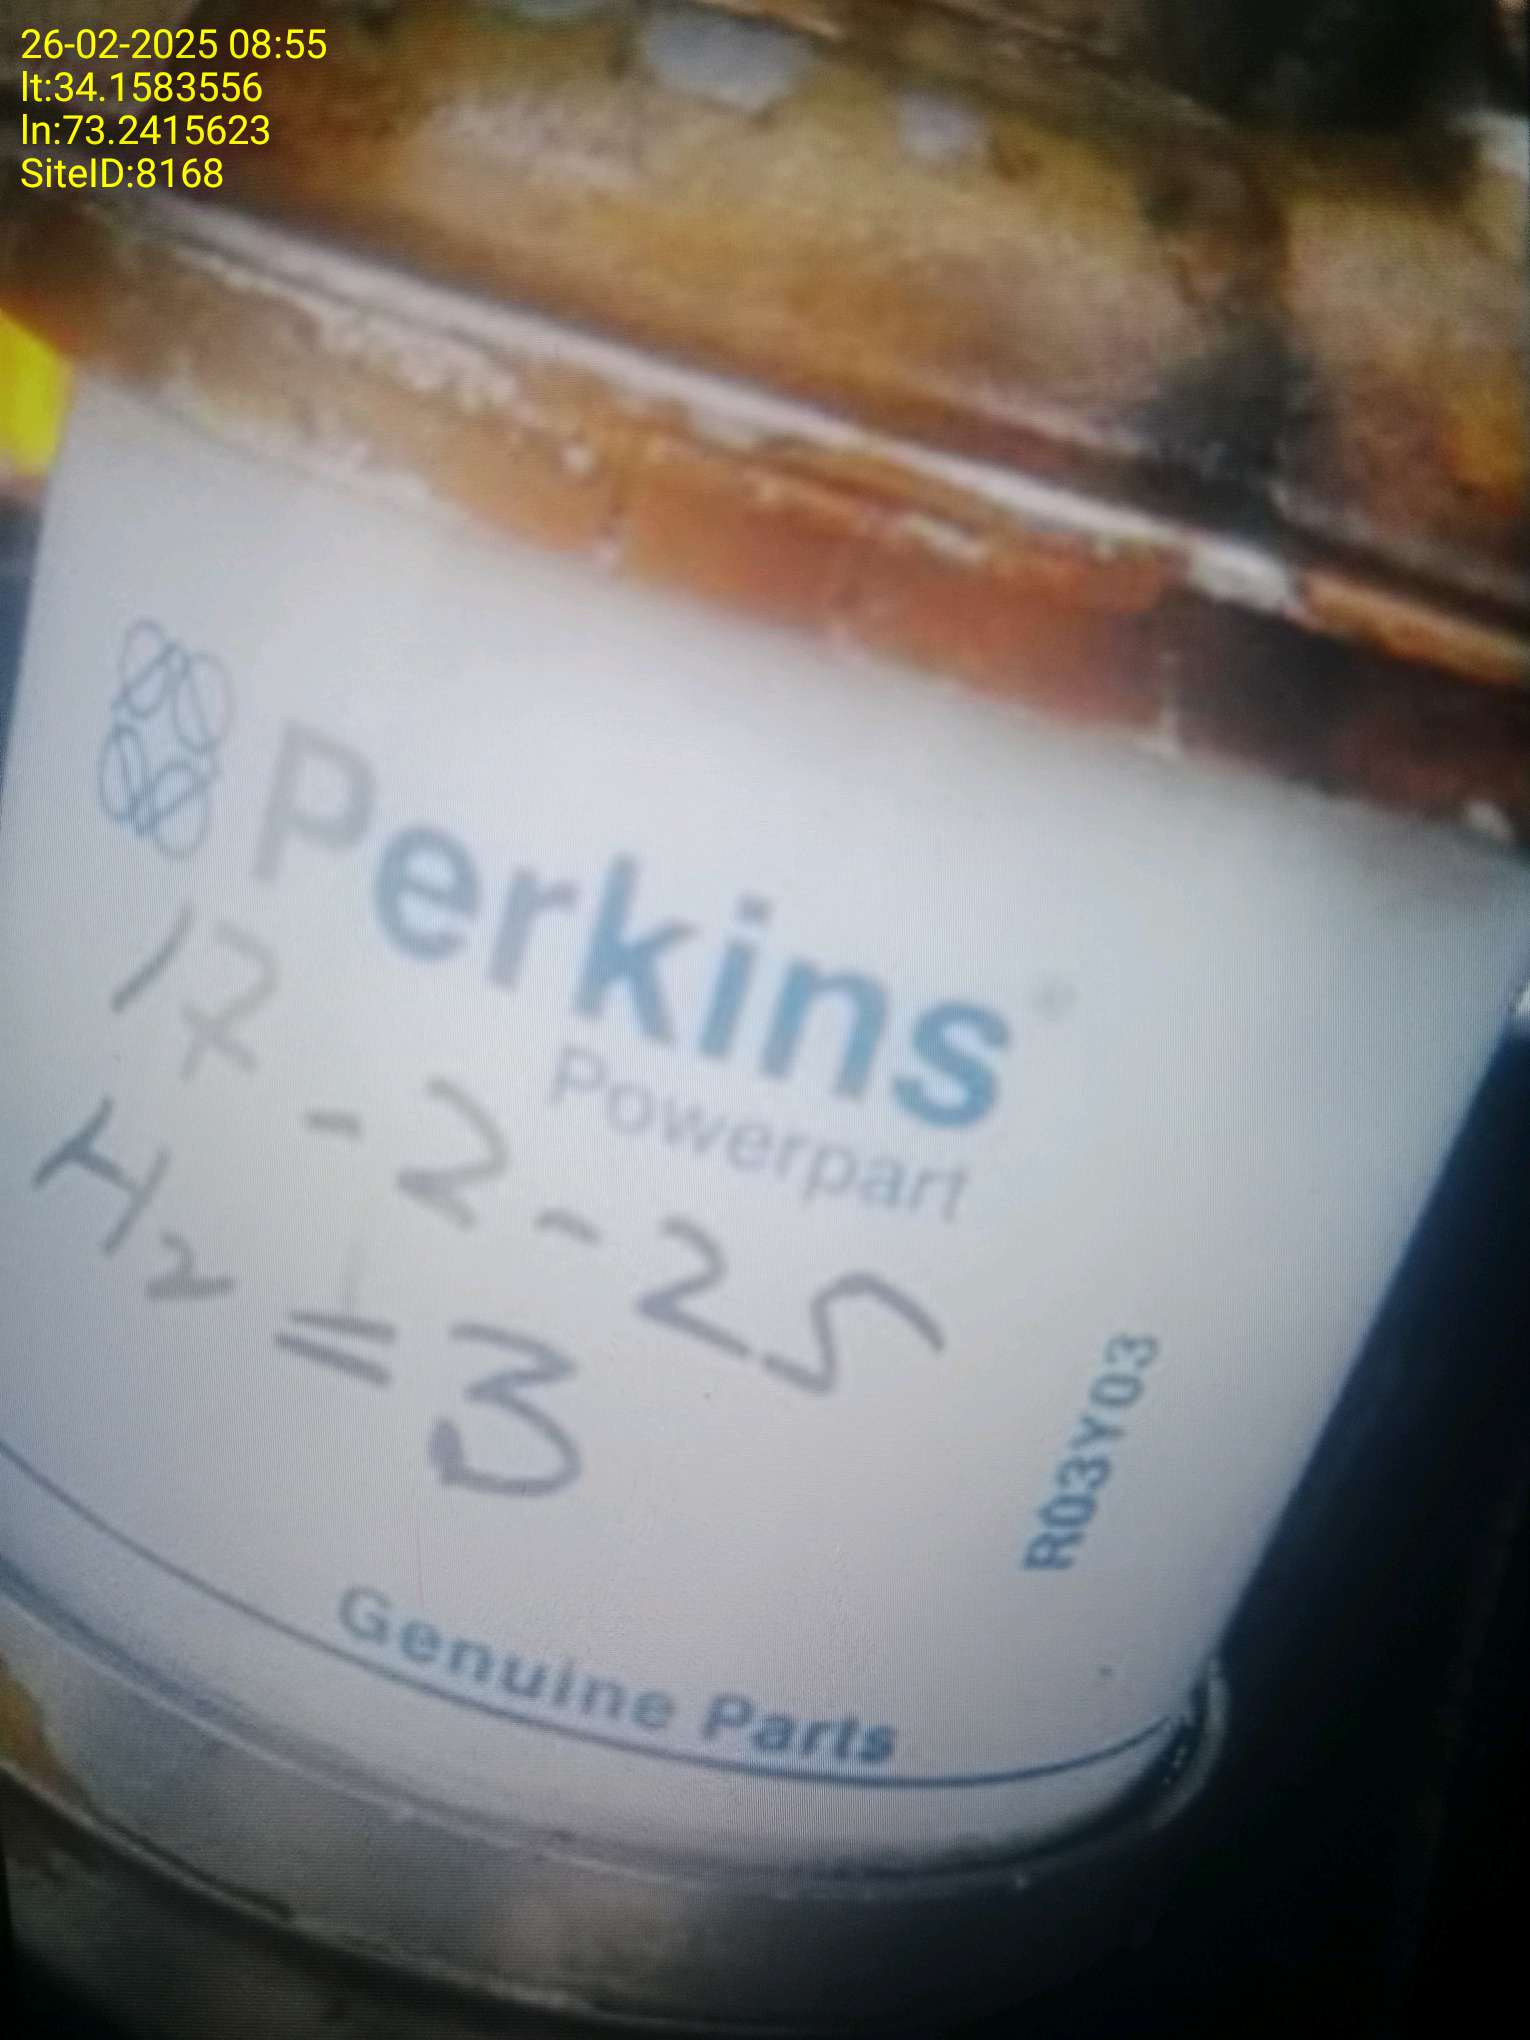 26-02-2025 08:55
lt:34.1583556
ln:73.2415623
SiteID:8168
Perkins
Powerpart
17-2-25
H2=3
R03Y03
Genuine Parts